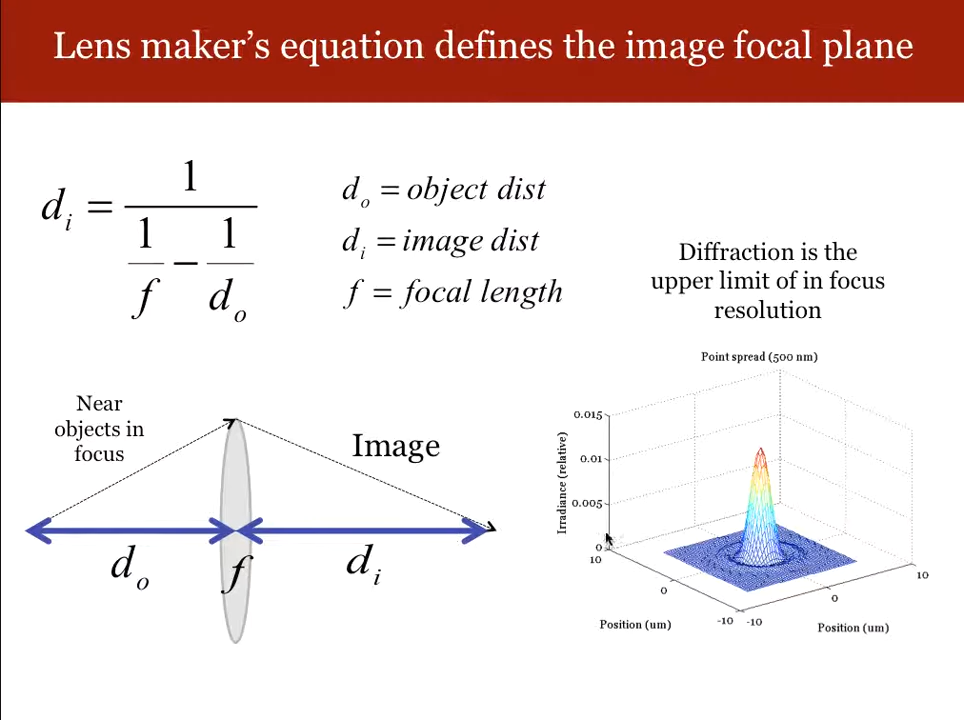 Lens maker's equation defines the image focal plane
d_i = 1 / (1/f − 1/d_o)
d_o = object dist
d_i = image dist
f = focal length
Diffraction is the
upper limit of in focus
resolution
Near
objects in
focus
Image
d_o
f
d_i
Point spread (500 nm)
0.015
0.01
0.005
0
10
0
-10
-10
0
10
Irradiance (relative)
Position (um)
Position (um)